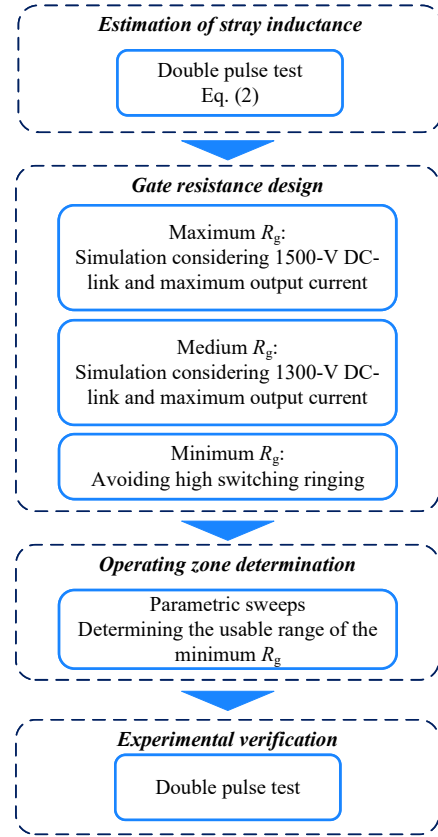 Estimation of stray inductance
Double pulse test
Eq. (2)
Gate resistance design
Maximum Rg:
Simulation considering 1500-V DC-
link and maximum output current
Medium Rg:
Simulation considering 1300-V DC-
link and maximum output current
Minimum Rg:
Avoiding high switching ringing
Operating zone determination
Parametric sweeps
Determining the usable range of the
minimum Rg
Experimental verification
Double pulse test